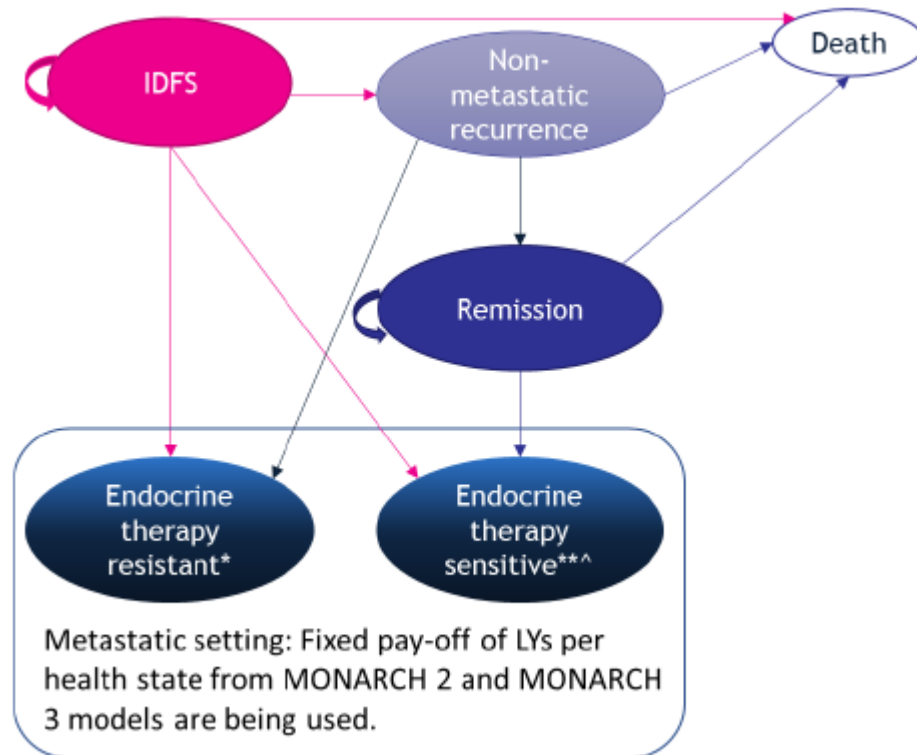 IDFS
Non-
metastatic
recurrence
Death
Remission
Endocrine
therapy
resistant*
Endocrine
therapy
sensitive**^
Metastatic setting: Fixed pay-off of LYs per
health state from MONARCH 2 and MONARCH
3 models are being used.